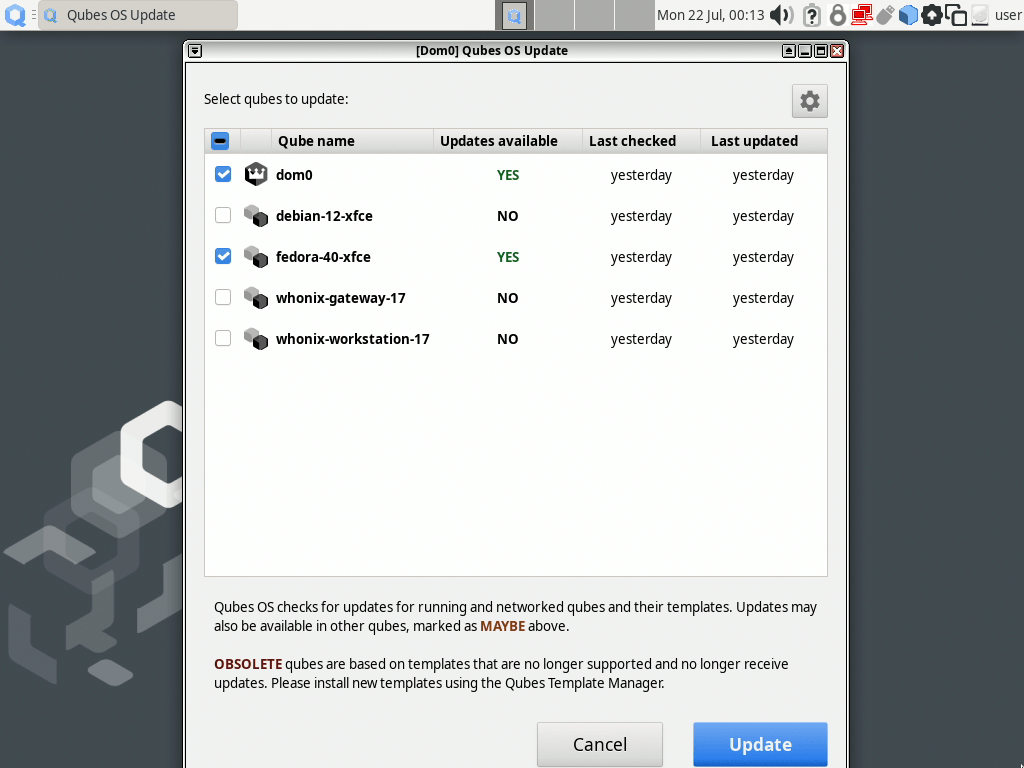 Qubes OS Update Mon 22 Jul, 00:13 user
[Dom0] Qubes OS Update
Select qubes to update:
Qube name Updates available Last checked Last updated
dom0 YES yesterday yesterday
debian-12-xfce NO yesterday yesterday
fedora-40-xfce YES yesterday yesterday
whonix-gateway-17 NO yesterday yesterday
whonix-workstation-17 NO yesterday yesterday
Qubes OS checks for updates for running and networked qubes and their templates. Updates may
also be available in other qubes, marked as MAYBE above.
OBSOLETE qubes are based on templates that are no longer supported and no longer receive
updates. Please install new templates using the Qubes Template Manager.
Cancel Update